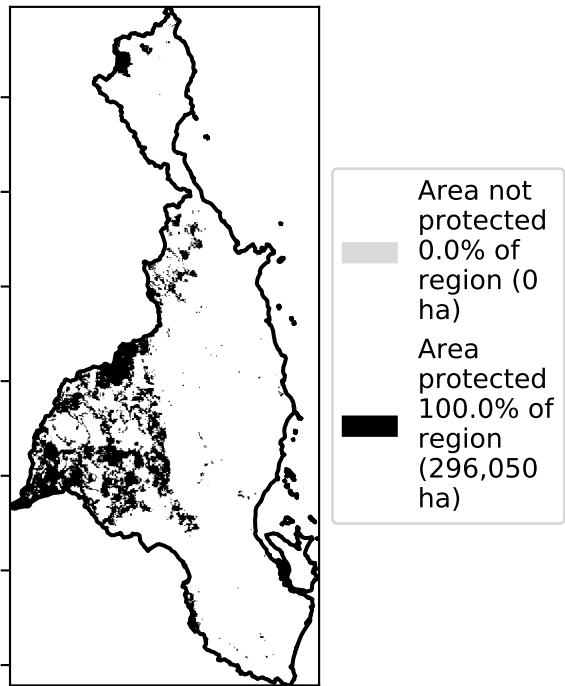 Area not
protected
0.0% of
region (0
ha)
Area
protected
100.0% of
region
(296,050
ha)